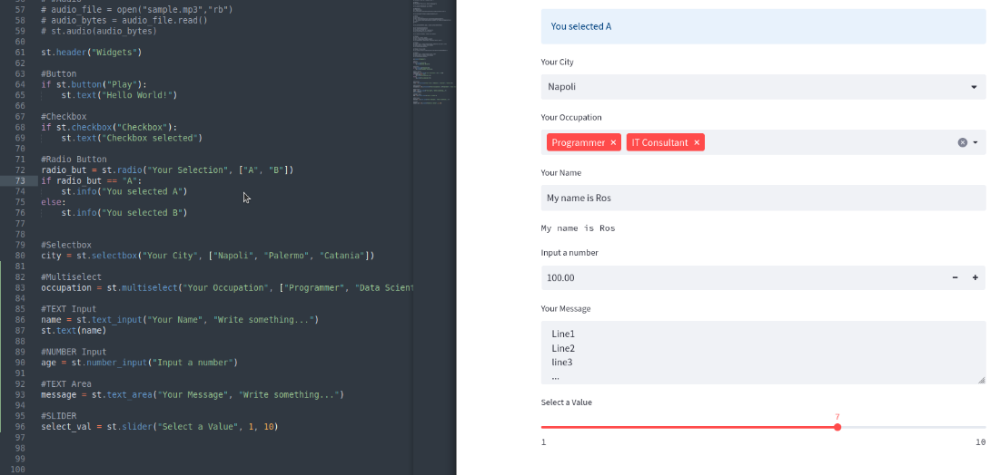 57 # audio_file = open("sample.mp3","rb")
58 # audio_bytes = audio_file.read()
59 # st.audio(audio_bytes)
60
61 st.header("Widgets")
62
63 #Button
64 if st.button("Play"):
65 st.text("Hello World!")
66
67 #Checkbox
68 if st.checkbox("Checkbox"):
69 st.text("Checkbox selected")
70
71 #Radio Button
72 radio_but = st.radio("Your Selection", ["A", "B"])
73 if radio_but == "A":
74 st.info("You selected A")
75 else:
76 st.info("You selected B")
77
78
79 #Selectbox
80 city = st.selectbox("Your City", ["Napoli", "Palermo", "Catania"])
81
82 #Multiselect
83 occupation = st.multiselect("Your Occupation", ["Programmer", "Data Scient
84
85 #TEXT Input
86 name = st.text_input("Your Name", "Write something...")
87 st.text(name)
88
89 #NUMBER Input
90 age = st.number_input("Input a number")
91
92 #TEXT Area
93 message = st.text_area("Your Message", "Write something...")
94
95 #SLIDER
96 select_val = st.slider("Select a Value", 1, 10)
97
98
99
100
You selected A
Your City
Napoli
Your Occupation
Programmer × IT Consultant ×
Your Name
My name is Ros
My name is Ros
Input a number
100.00 − +
Your Message
Line1
Line2
line3
...
Select a Value
7
1 10